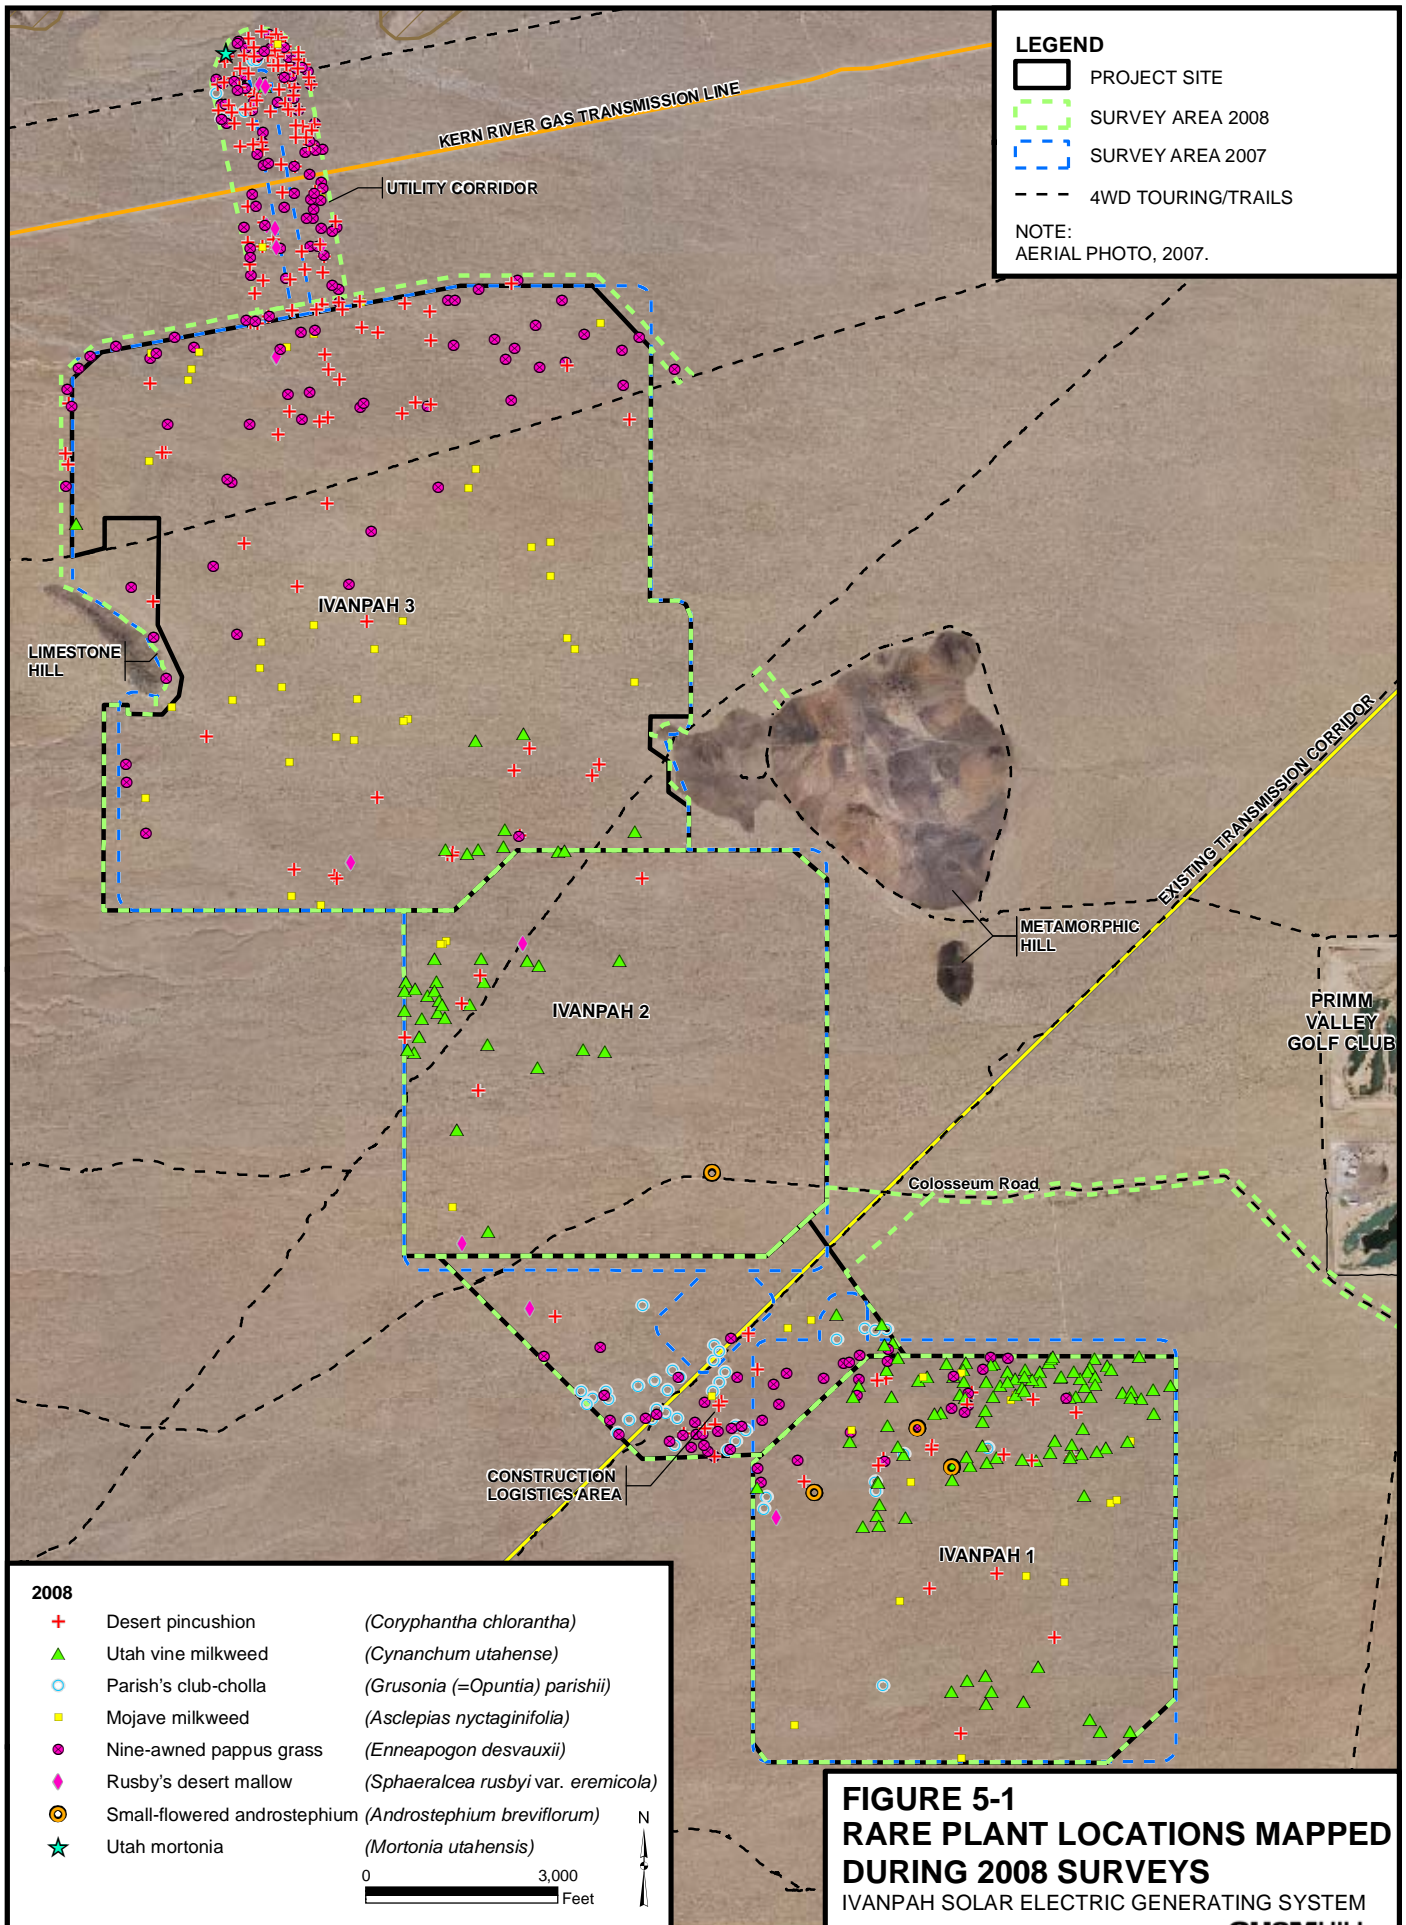 LEGEND
PROJECT SITE
SURVEY AREA 2008
SURVEY AREA 2007
4WD TOURING/TRAILS
NOTE:
AERIAL PHOTO, 2007.
KERN RIVER GAS TRANSMISSION LINE
UTILITY CORRIDOR
IVANPAH 3
LIMESTONE
HILL
EXISTING TRANSMISSION CORRIDOR
METAMORPHIC
HILL
PRIMM
VALLEY
GOLF CLUB
IVANPAH 2
Colosseum Road
CONSTRUCTION
LOGISTICS AREA
IVANPAH 1
2008
Desert pincushion (Coryphantha chlorantha)
Utah vine milkweed (Cynanchum utahense)
Parish's club-cholla (Grusonia (=Opuntia) parishii)
Mojave milkweed (Asclepias nyctaginifolia)
Nine-awned pappus grass (Enneapogon desvauxii)
Rusby's desert mallow (Sphaeralcea rusbyi var. eremicola)
Small-flowered androstephium (Androstephium breviflorum)
Utah mortonia (Mortonia utahensis)
N
0 3,000
Feet
FIGURE 5-1
RARE PLANT LOCATIONS MAPPED
DURING 2008 SURVEYS
IVANPAH SOLAR ELECTRIC GENERATING SYSTEM